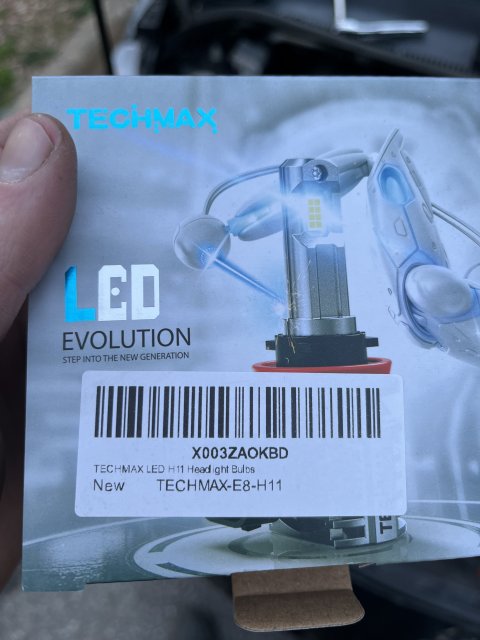 TECHMAX
LED
EVOLUTION
STEP INTO THE NEW GENERATION
X003ZAOKBD
TECHMAX LED H11 Headlight Bulbs
New TECHMAX-E8-H11